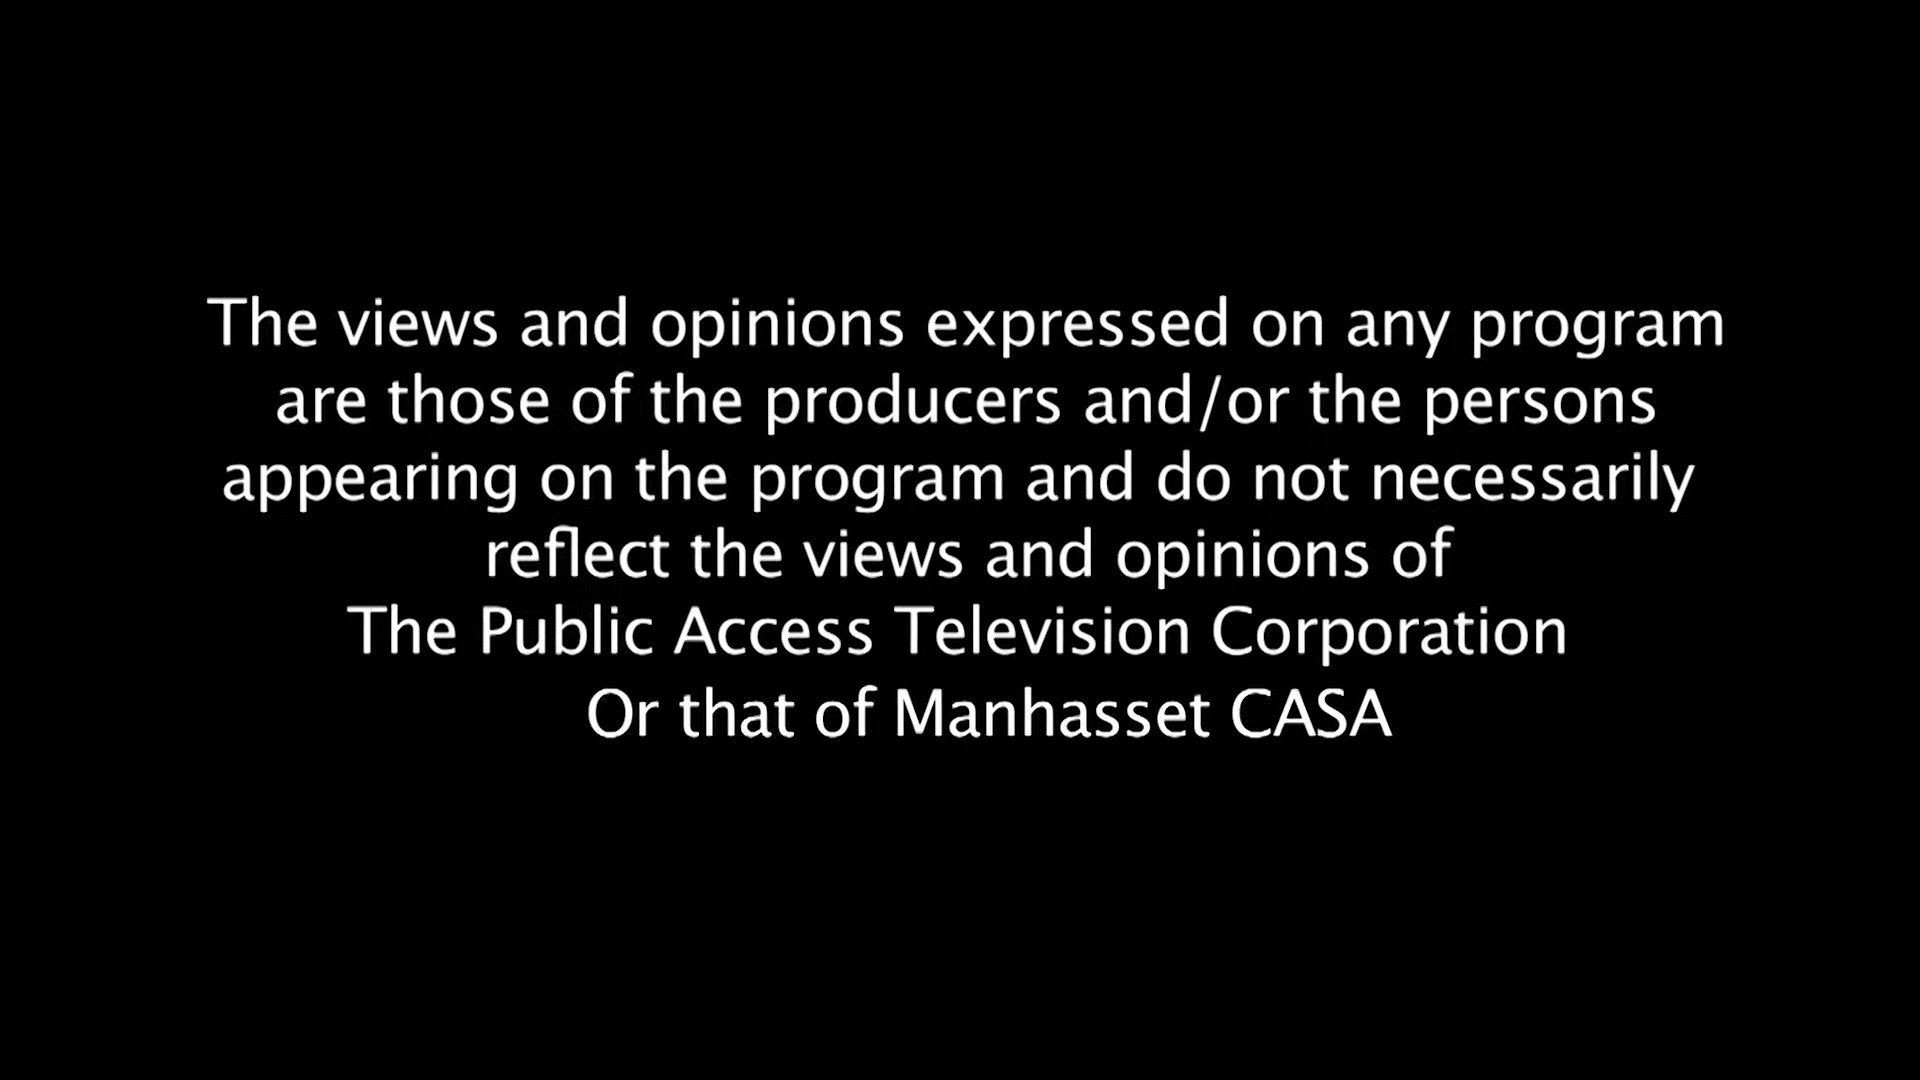 The views and opinions expressed on any program
are those of the producers and/or the persons
appearing on the program and do not necessarily
reflect the views and opinions of
The Public Access Television Corporation
Or that of Manhasset CASA